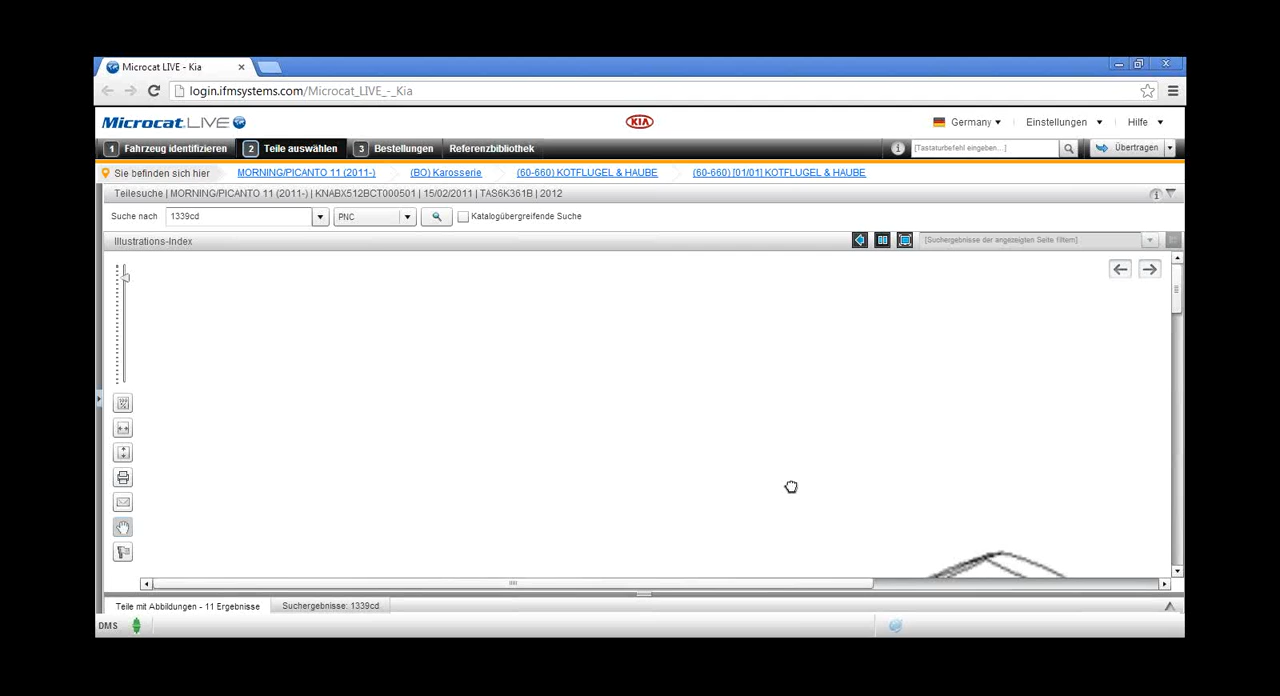 Microcat LIVE - Kia
login.ifmsystems.com/Microcat_LIVE_-_Kia
Microcat.LIVE KIA Germany Einstellungen Hilfe
1 Fahrzeug identifizieren 2 Teile auswählen 3 Bestellungen Referenzbibliothek [Tastaturbefehl eingeben...] Übertragen
Sie befinden sich hier MORNING/PICANTO 11 (2011-) (BO) Karosserie (60-660) KOTFLUGEL & HAUBE (60-660) [01/01] KOTFLUGEL & HAUBE
Teilesuche | MORNING/PICANTO 11 (2011-) | KNABX512BCT000501 | 15/02/2011 | TAS6K361B | 2012
Suche nach 1339cd PNC Katalogübergreifende Suche
Illustrations-Index [Suchergebnisse der angezeigten Seite filtern]
Teile mit Abbildungen - 11 Ergebnisse Suchergebnisse: 1339cd
DMS